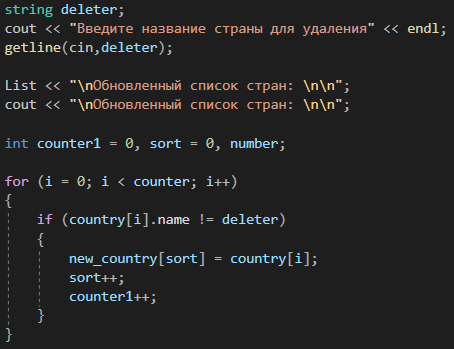 string deleter;
cout << "Введите название страны для удаления" << endl;
getline(cin,deleter);
List << "\nОбновленный список стран: \n\n";
cout << "\nОбновленный список стран: \n\n";
int counter1 = 0, sort = 0, number;
for (i = 0; i < counter; i++)
{
if (country[i].name != deleter)
{
new_country[sort] = country[i];
sort++;
counter1++;
}
}